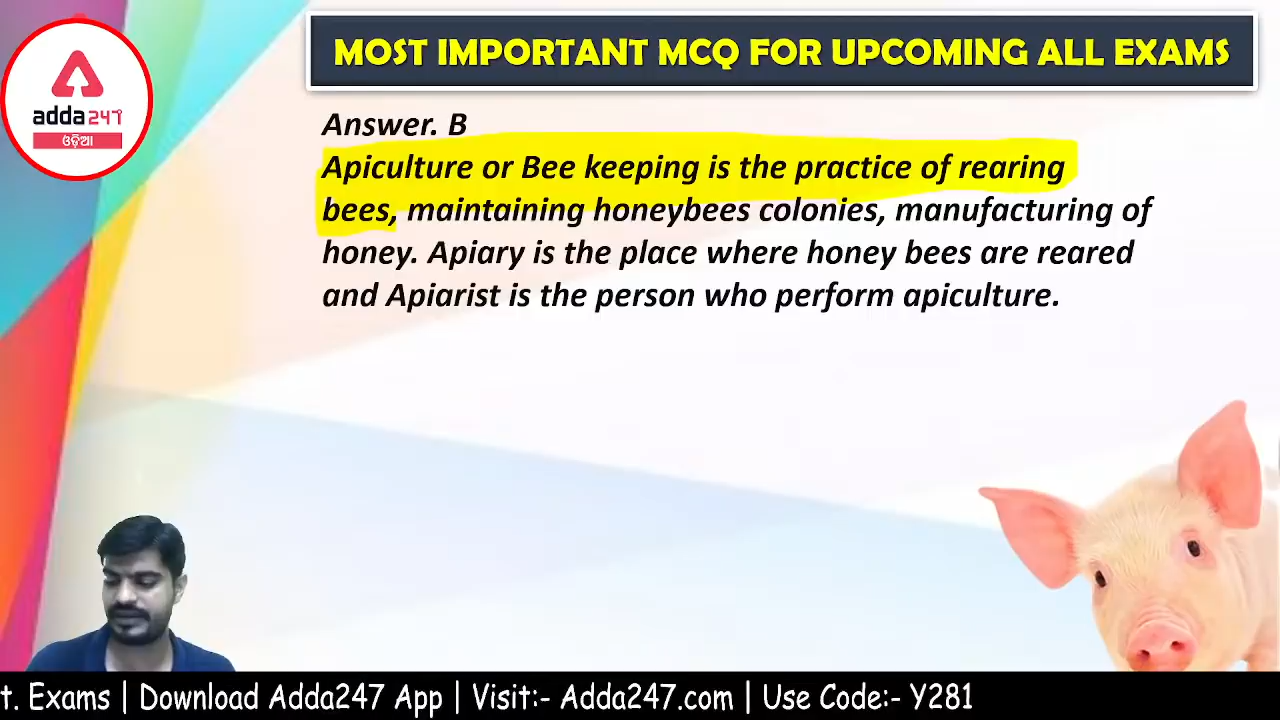 MOST IMPORTANT MCQ FOR UPCOMING ALL EXAMS
adda247
ଓଡ଼ିଆ
Answer. B
Apiculture or Bee keeping is the practice of rearing
bees, maintaining honeybees colonies, manufacturing of
honey. Apiary is the place where honey bees are reared
and Apiarist is the person who perform apiculture.
t. Exams | Download Adda247 App | Visit:- Adda247.com | Use Code:- Y281